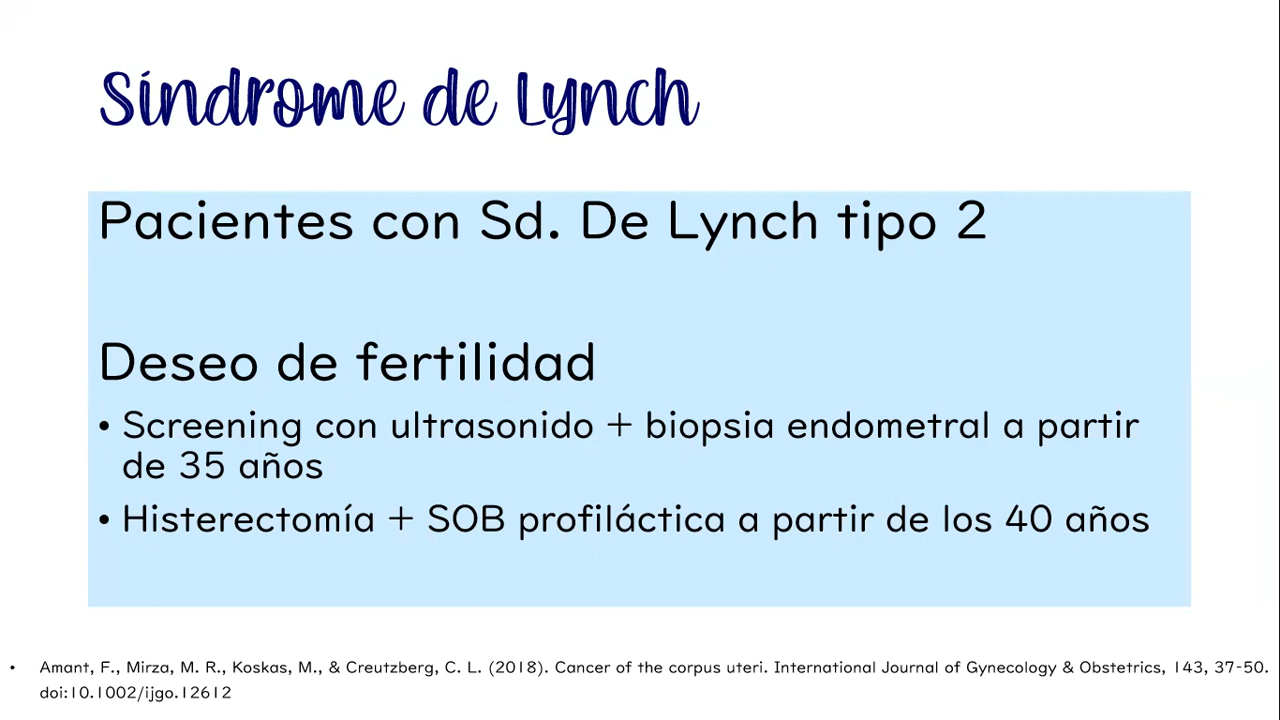 Síndrome de Lynch
Pacientes con Sd. De Lynch tipo 2
Deseo de fertilidad
• Screening con ultrasonido + biopsia endometral a partir
de 35 años
• Histerectomía + SOB profiláctica a partir de los 40 años
• Amant, F., Mirza, M. R., Koskas, M., & Creutzberg, C. L. (2018). Cancer of the corpus uteri. International Journal of Gynecology & Obstetrics, 143, 37-50.
doi:10.1002/ijgo.12612